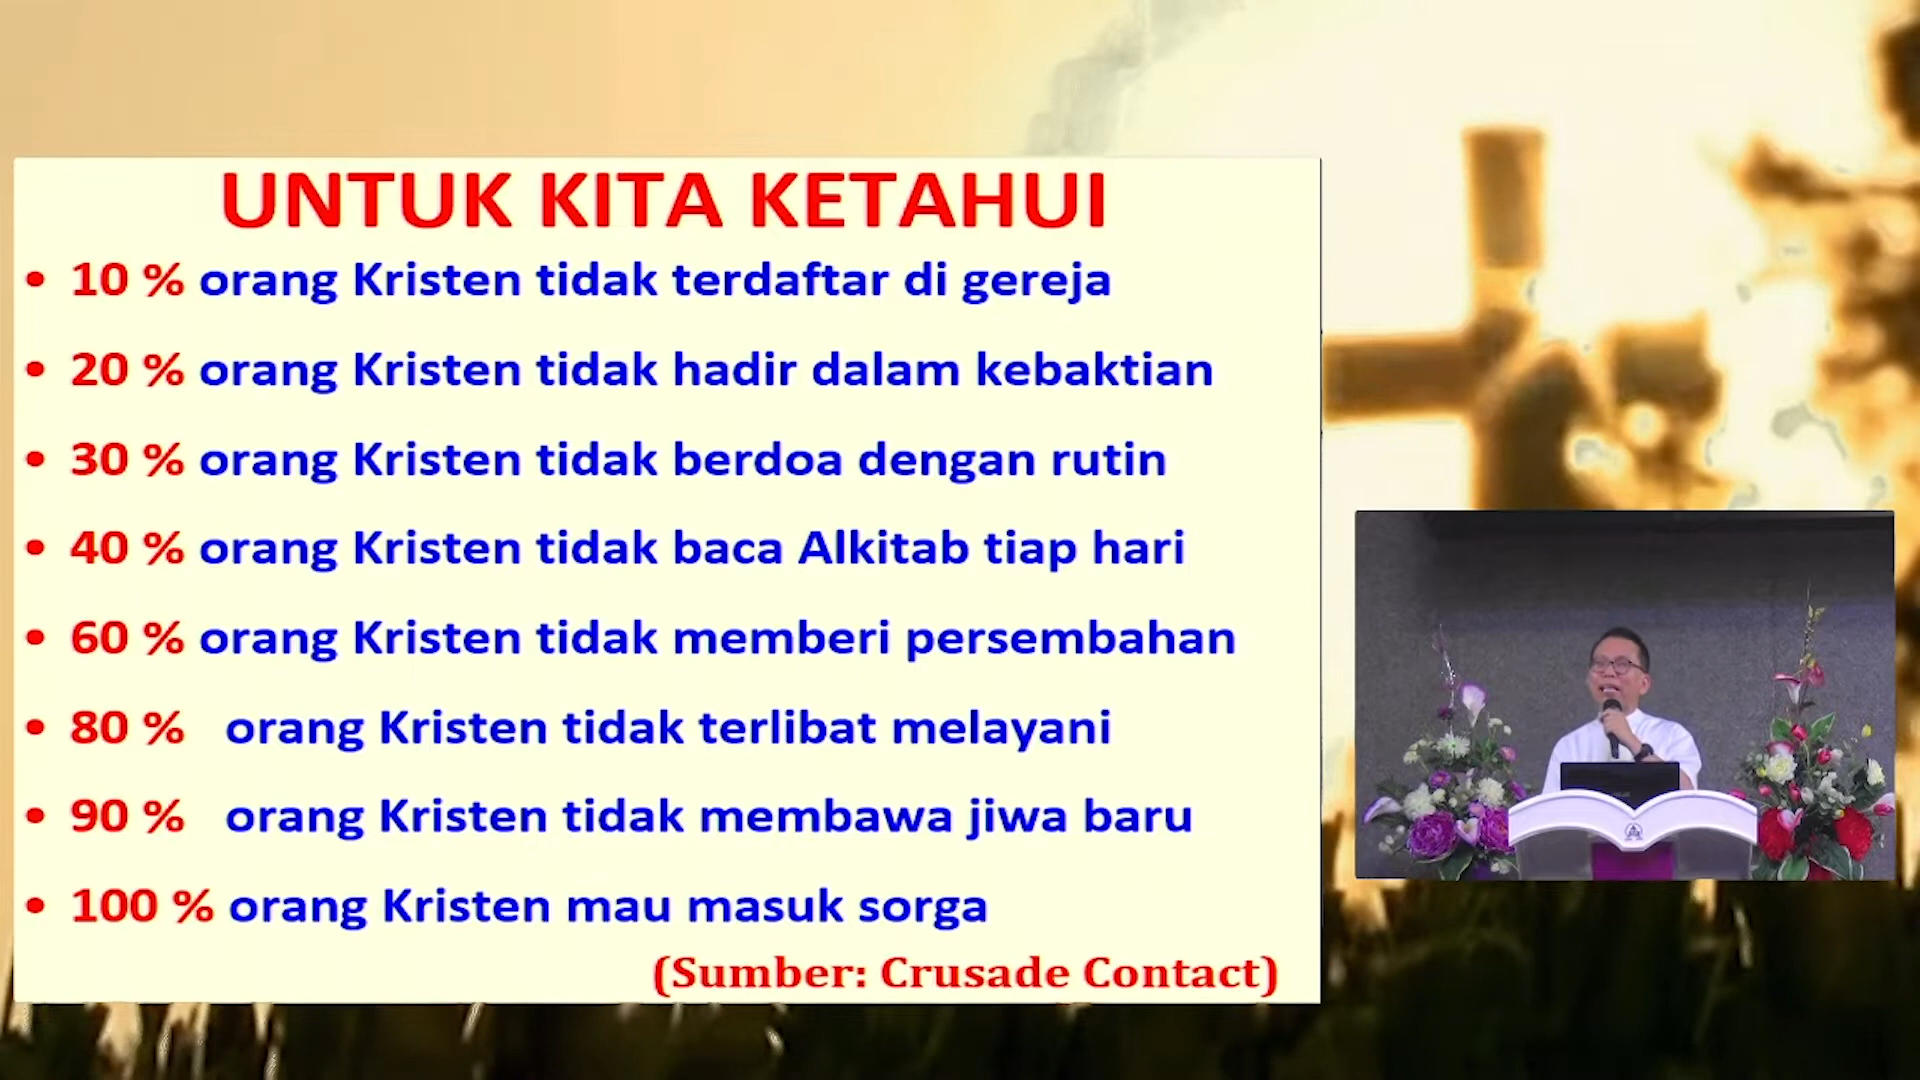 UNTUK KITA KETAHUI
• 10 % orang Kristen tidak terdaftar di gereja
• 20 % orang Kristen tidak hadir dalam kebaktian
• 30 % orang Kristen tidak berdoa dengan rutin
• 40 % orang Kristen tidak baca Alkitab tiap hari
• 60 % orang Kristen tidak memberi persembahan
• 80 % orang Kristen tidak terlibat melayani
• 90 % orang Kristen tidak membawa jiwa baru
• 100 % orang Kristen mau masuk sorga
(Sumber: Crusade Contact)